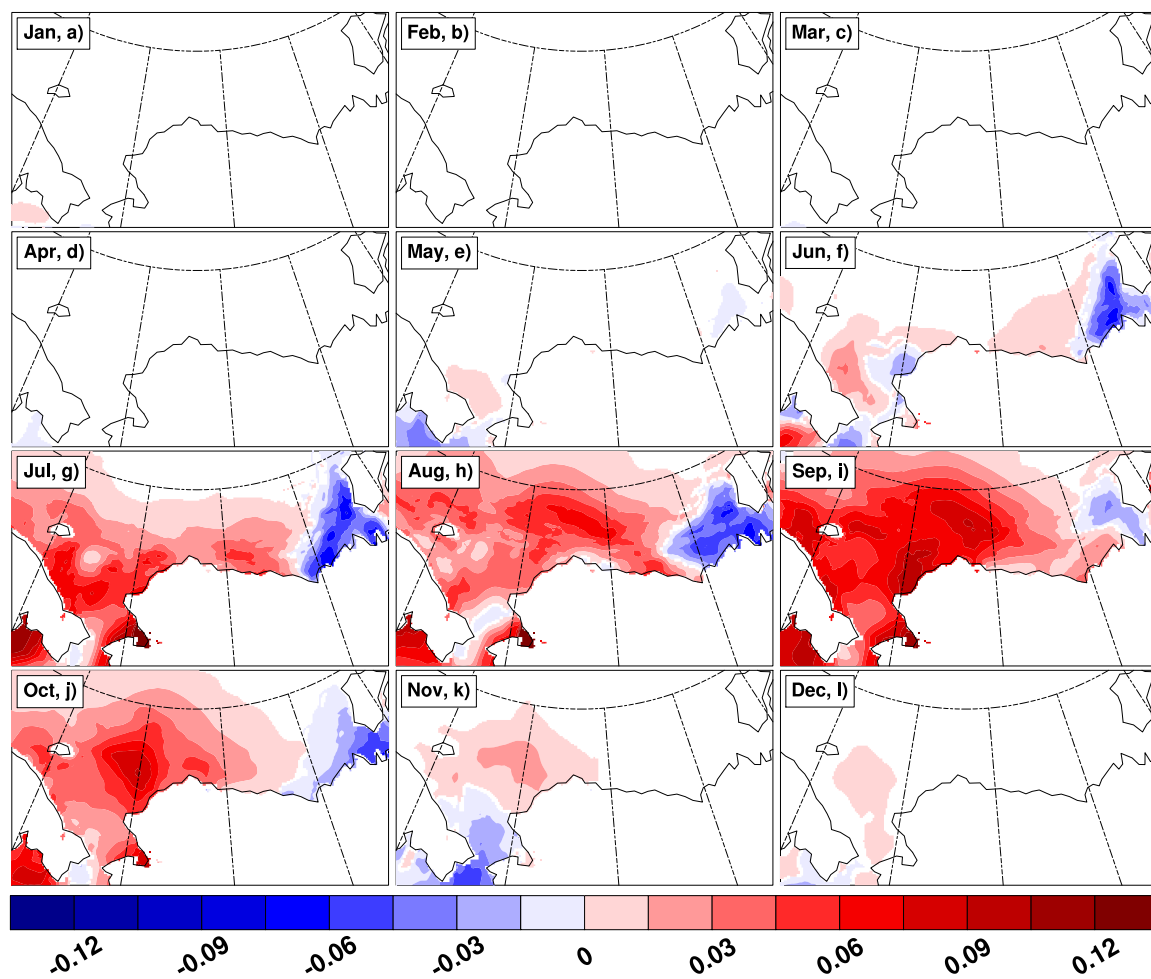 Jan, a)
Feb, b)
Mar, c)
Apr, d)
May, e)
Jun, f)
Jul, g)
Aug, h)
Sep, i)
Oct, j)
Nov, k)
Dec, l)
-0.12 -0.09 -0.06 -0.03 0 0.03 0.06 0.09 0.12